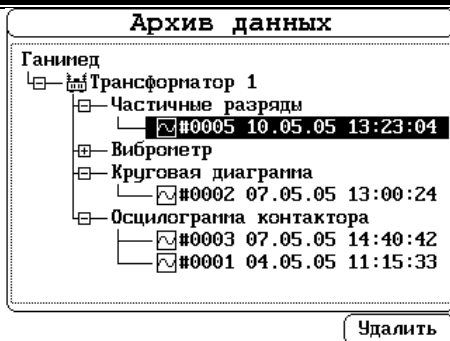 Архив данных
Ганимед
Трансформатор 1
Частичные разряды
#0005 10.05.05 13:23:04
Виброметр
Круговая диаграмма
#0002 07.05.05 13:00:24
Осцилограмма контактора
#0003 07.05.05 14:40:42
#0001 04.05.05 11:15:33
Удалить